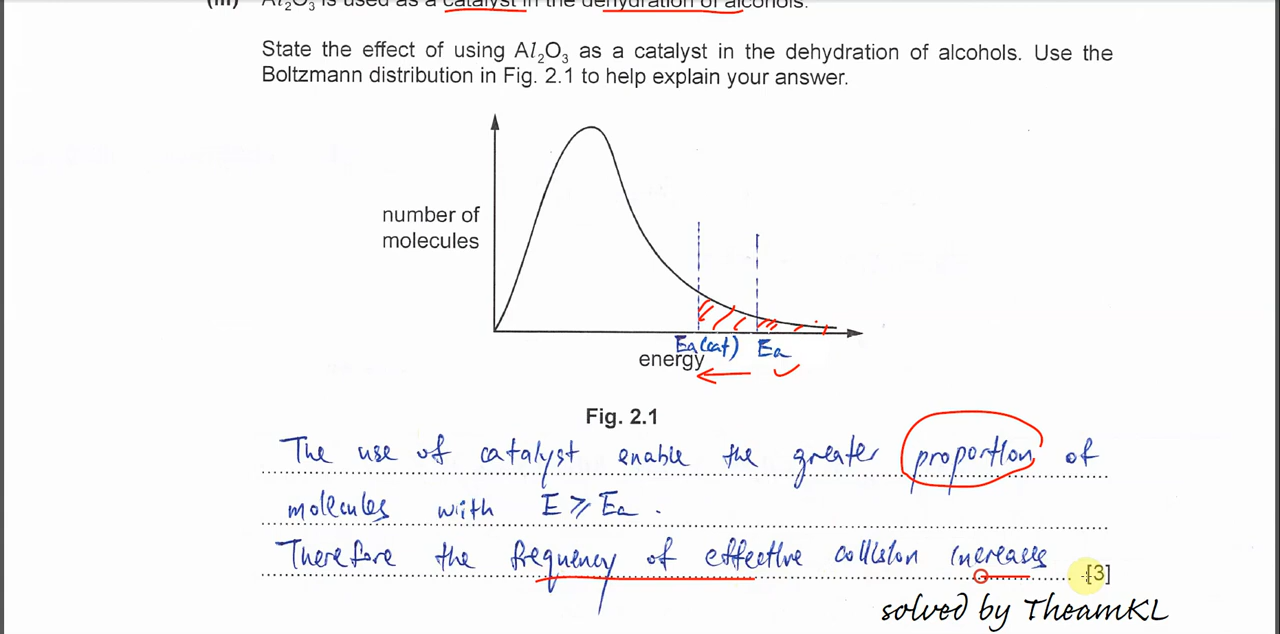 (iii) Al2O3 is used as a catalyst in the dehydration of alcohols.
State the effect of using Al2O3 as a catalyst in the dehydration of alcohols. Use the
Boltzmann distribution in Fig. 2.1 to help explain your answer.
number of
molecules
Ea(cat) Ea
energy
Fig. 2.1
The use of catalyst enable the greater proportion of
molecules with E ⩾ Ea .
Therefore the frequency of effective collision increases
[3]
solved by TheamKL